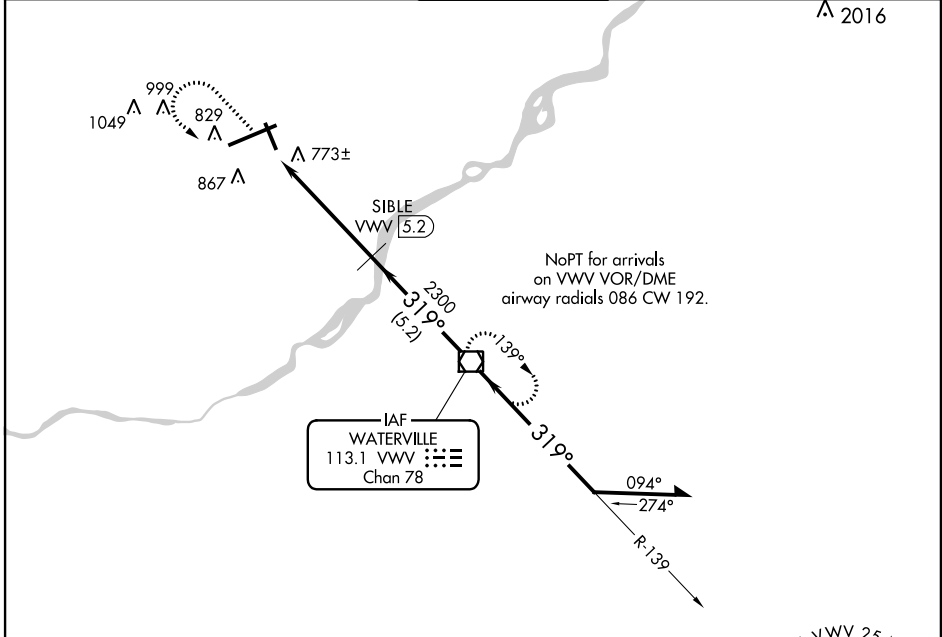 2016
999
1049
829
773±
867
SIBLE
VWV 5.2
NoPT for arrivals
on VWV VOR/DME
airway radials 086 CW 192.
2300
319°
(5.2)
139°
IAF
WATERVILLE
113.1 VWV
Chan 78
319°
094°
274°
R-139
VWV 25